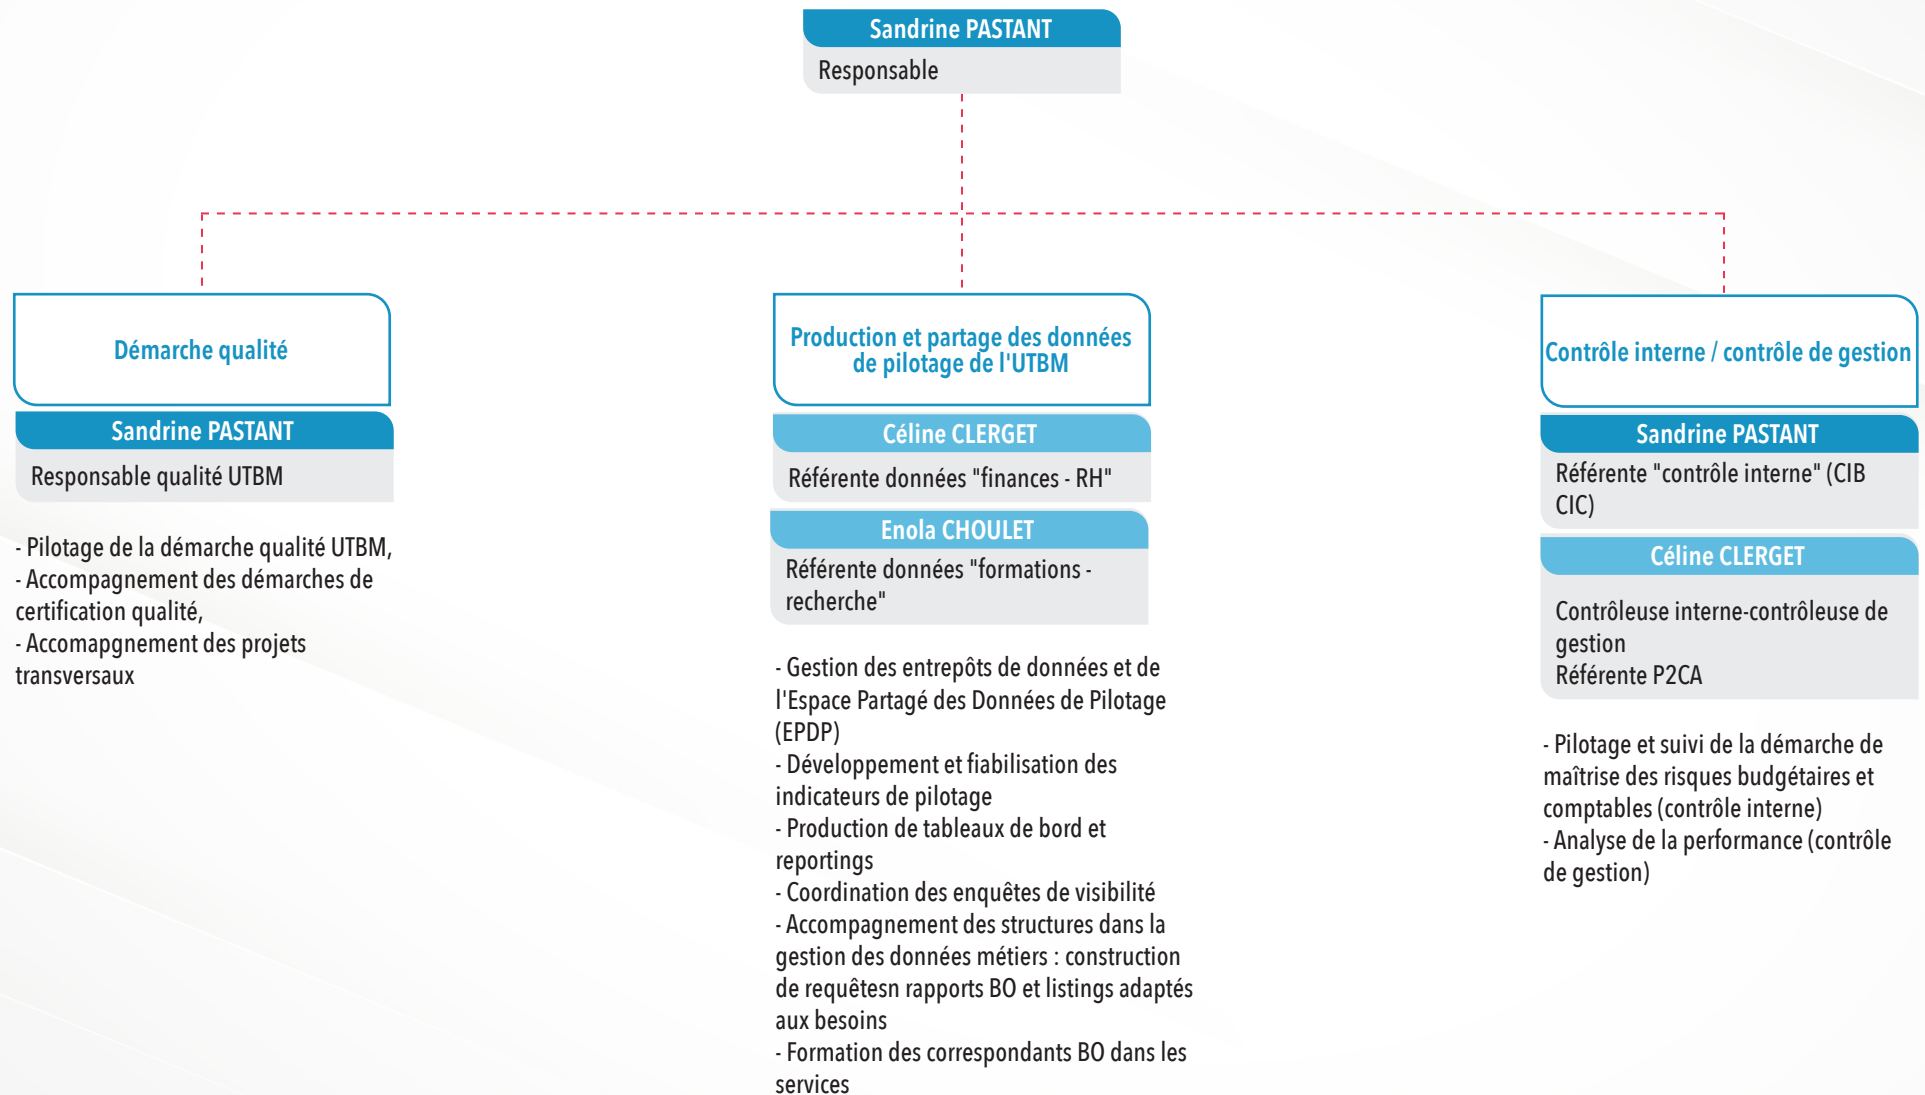 Sandrine PASTANT
Responsable
Démarche qualité
Sandrine PASTANT
Responsable qualité UTBM
- Pilotage de la démarche qualité UTBM,
- Accompagnement des démarches de
certification qualité,
- Accomapgnement des projets
transversaux
Production et partage des données
de pilotage de l'UTBM
Céline CLERGET
Référente données "finances - RH"
Enola CHOULET
Référente données "formations -
recherche"
- Gestion des entrepôts de données et de
l'Espace Partagé des Données de Pilotage
(EPDP)
- Développement et fiabilisation des
indicateurs de pilotage
- Production de tableaux de bord et
reportings
- Coordination des enquêtes de visibilité
- Accompagnement des structures dans la
gestion des données métiers : construction
de requêtesn rapports BO et listings adaptés
aux besoins
- Formation des correspondants BO dans les
services
Contrôle interne / contrôle de gestion
Sandrine PASTANT
Référente "contrôle interne" (CIB
CIC)
Céline CLERGET
Contrôleuse interne-contrôleuse de
gestion
Référente P2CA
- Pilotage et suivi de la démarche de
maîtrise des risques budgétaires et
comptables (contrôle interne)
- Analyse de la performance (contrôle
de gestion)